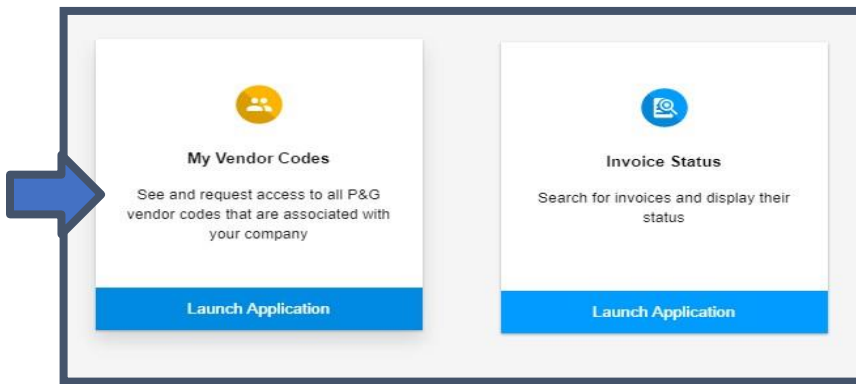 My Vendor Codes
See and request access to all P&G
vendor codes that are associated with
your company
Launch Application
Invoice Status
Search for invoices and display their
status
Launch Application